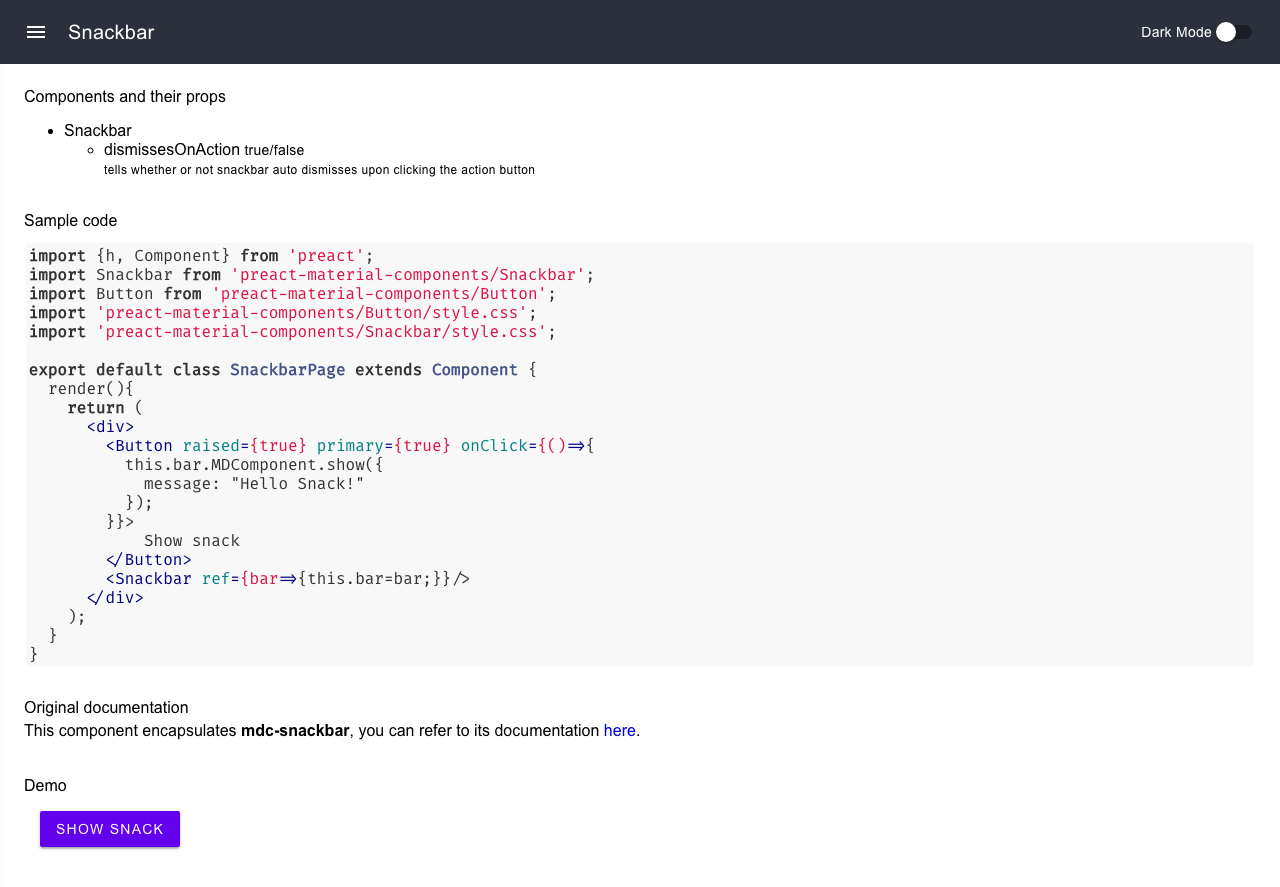 Snackbar
Dark Mode
Components and their props
Snackbar
dismissesOnAction true/false
tells whether or not snackbar auto dismisses upon clicking the action button
Sample code
import {h, Component} from 'preact';
import Snackbar from 'preact-material-components/Snackbar';
import Button from 'preact-material-components/Button';
import 'preact-material-components/Button/style.css';
import 'preact-material-components/Snackbar/style.css';
export default class SnackbarPage extends Component {
  render(){
    return (
      <div>
        <Button raised={true} primary={true} onClick={()=>{
          this.bar.MDComponent.show({
            message: "Hello Snack!"
          });
        }}>
            Show snack
        </Button>
        <Snackbar ref={bar=>{this.bar=bar;}}/>
      </div>
    );
  }
}
Original documentation
This component encapsulates mdc-snackbar, you can refer to its documentation here.
Demo
SHOW SNACK